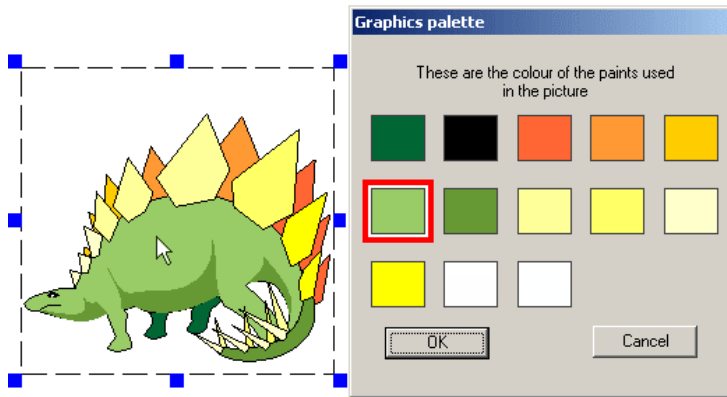 Graphics palette
These are the colour of the paints used
in the picture
OK
Cancel